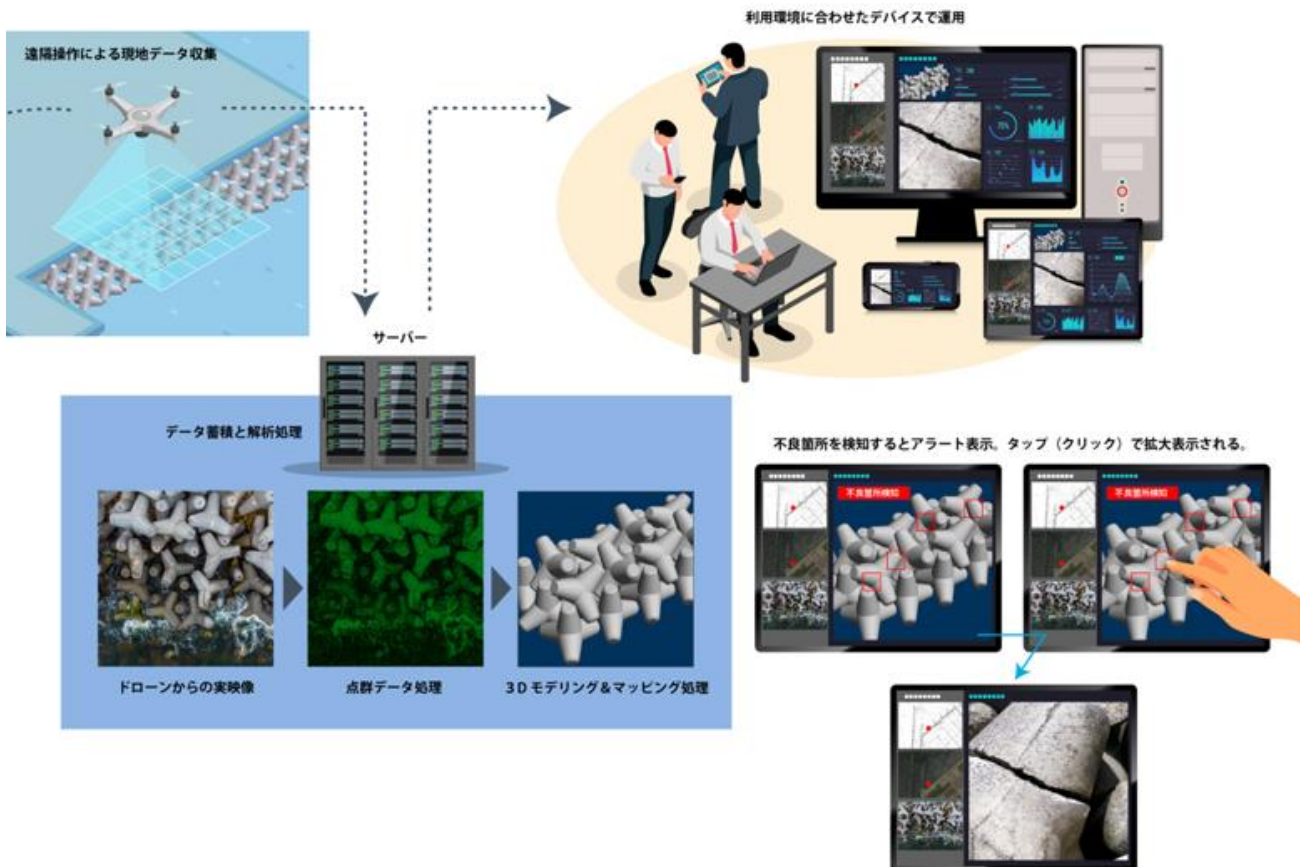 利用環境に合わせたデバイスで運用
遠隔操作による現地データ収集
サーバー
データ蓄積と解析処理
ドローンからの実映像
点群データ処理
3Dモデリング&マッピング処理
不良箇所を検知するとアラート表示。タップ（クリック）で拡大表示される。
不良箇所検知
不良箇所検知
75%